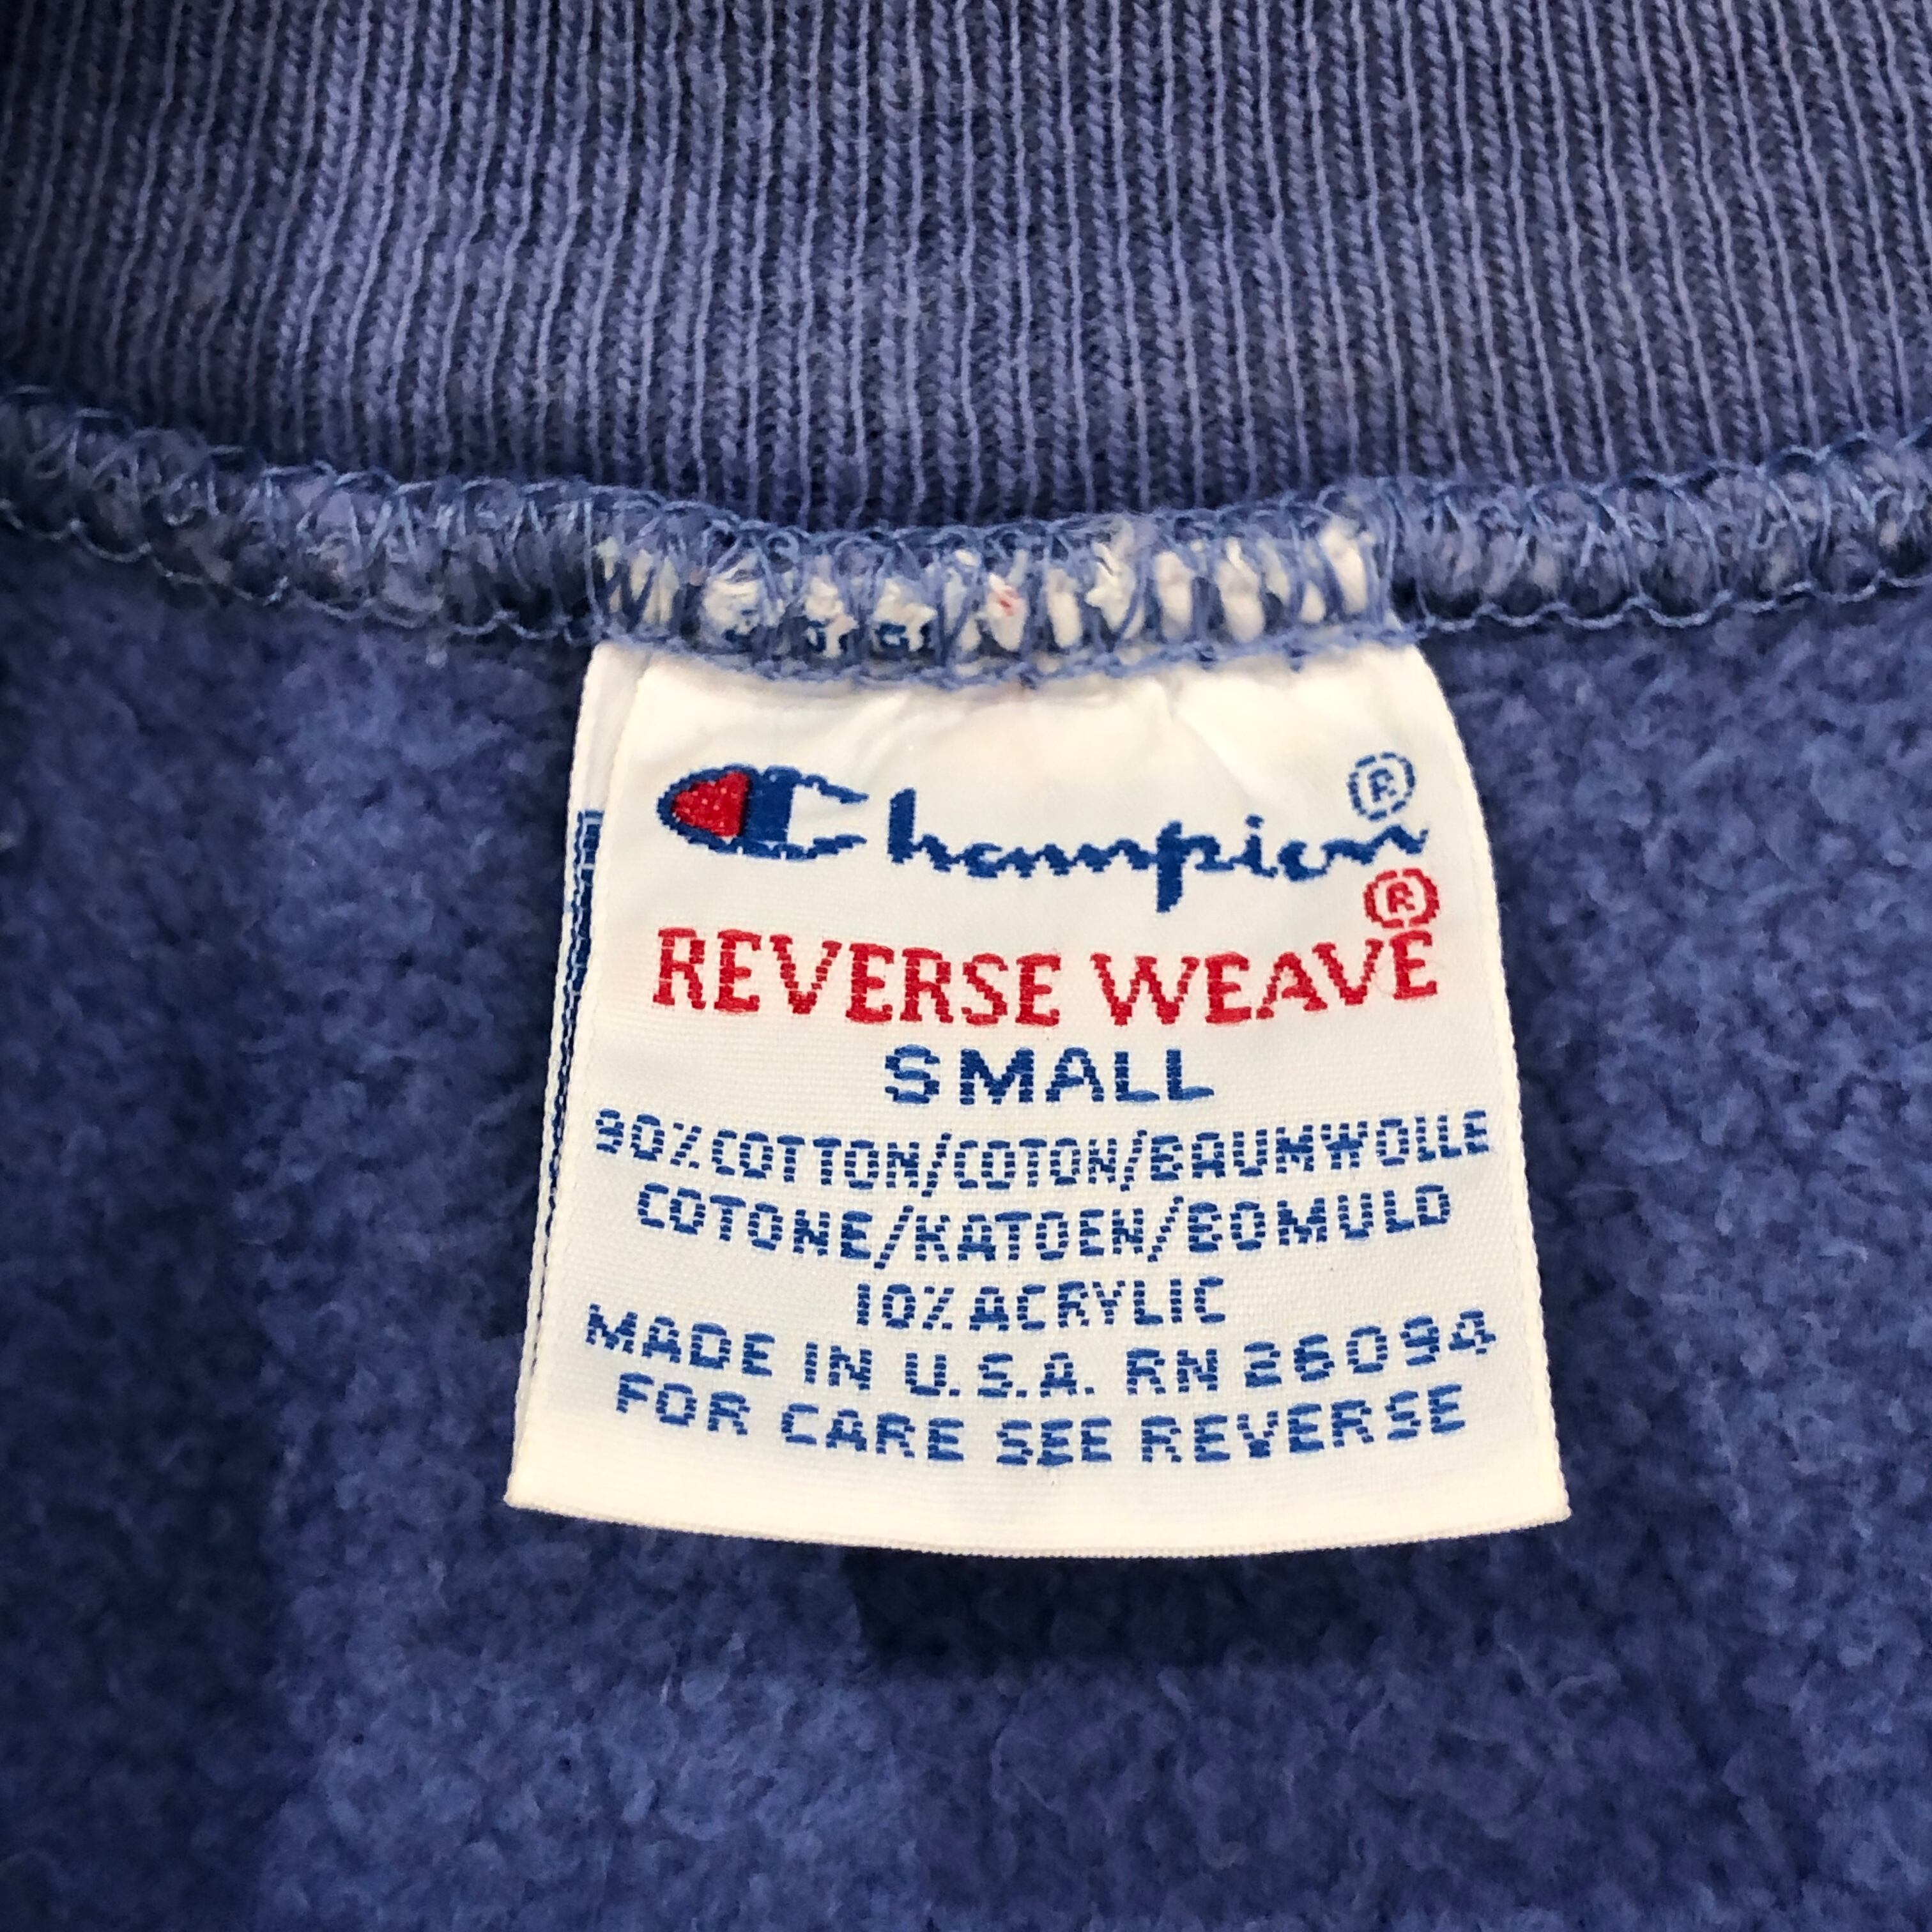 Champion®
REVERSE WEAVE®
SMALL
90% COTTON/COTON/BAUMWOLLE
COTONE/KATOEN/BOMULD
10% ACRYLIC
MADE IN U.S.A. RN 26094
FOR CARE SEE REVERSE